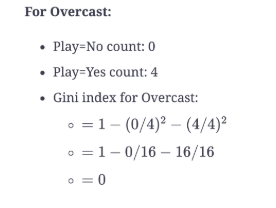 For Overcast:
• Play=No count: 0
• Play=Yes count: 4
• Gini index for Overcast:
◦ = 1 − (0/4)² − (4/4)²
◦ = 1 − 0/16 − 16/16
◦ = 0